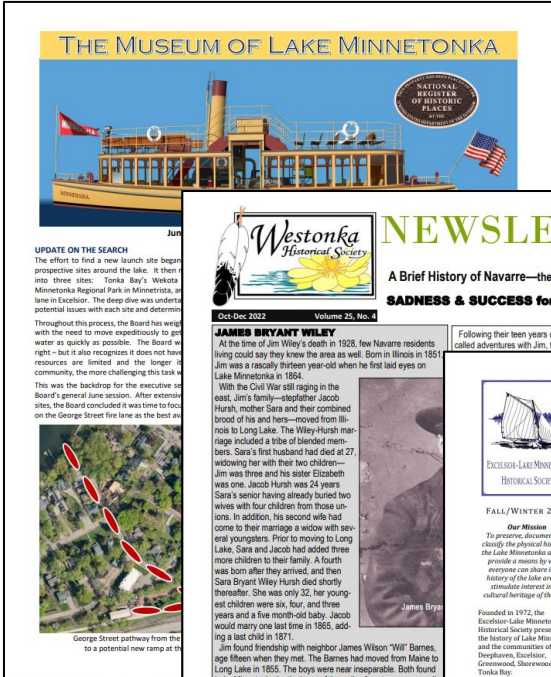 THE MUSEUM OF LAKE MINNETONKA
NATIONAL
REGISTER
OF HISTORIC
PLACES
MINNEHAHA
Jun
UPDATE ON THE SEARCH
The effort to find a new launch site began
prospective sites around the lake. It then
into three sites: Tonka Bay's Wekota
Minnetonka Regional Park in Minnetrista, an
lane in Excelsior. The deep dive was underta
potential issues with each site and determin
Throughout this process, the Board has weig
with the need to move expeditiously to get
water as quickly as possible. The Board w
right – but it also recognizes it does not have
resources are limited and the longer it
community, the more challenging this task w
This was the backdrop for the executive se
Board's general June session. After extensiv
sites, the Board concluded it was time to focu
on the George Street fire lane as the best av
George Street pathway from the
to a potential new ramp at th
Westonka
Historical Society
NEWSLE
A Brief History of Navarre—the
SADNESS & SUCCESS for
Oct-Dec 2022 Volume 25, No. 4
JAMES BRYANT WILEY
At the time of Jim Wiley's death in 1928, few Navarre residents
living could say they knew the area as well. Born in Illinois in 1851,
Jim was a rascally thirteen year-old when he first laid eyes on
Lake Minnetonka in 1864.
With the Civil War still raging in the
east, Jim's family—stepfather Jacob
Hursh, mother Sara and their combined
brood of his and hers—moved from Illi-
nois to Long Lake. The Wiley-Hursh mar-
riage included a tribe of blended mem-
bers. Sara's first husband had died at 27,
widowing her with their two children—
Jim was three and his sister Elizabeth
was one. Jacob Hursh was 24 years
Sara's senior having already buried two
wives with four children from those un-
ions. In addition, his second wife had
come to their marriage a widow with sev-
eral youngsters. Prior to moving to Long
Lake, Sara and Jacob had added three
more children to their family. A fourth
was born after they arrived, and then
Sara Bryant Wiley Hursh died shortly
thereafter. She was only 32, her young-
est children were six, four, and three
years and a five month-old baby. Jacob
would marry one last time in 1865, add-
ing a last child in 1871.
Jim found friendship with neighbor James Wilson "Will" Barnes,
age fifteen when they met. The Barnes had moved from Maine to
Long Lake in 1855. The boys were near inseparable. Both found
James Brya
Following their teen years
called adventures with Jim,
EXCELSIOR-LAKE MINNE
HISTORICAL SOCIE
FALL/WINTER 2
Our Mission
To preserve, documen
classify the physical his
the Lake Minnetonka a
provide a means by w
everyone can share i
history of the lake are
stimulate interest in
cultural heritage of th
Founded in 1972, the
Excelsior-Lake Minneto
Historical Society prese
the history of Lake Min
and the communities of
Deephaven, Excelsior,
Greenwood, Shorewood
Tonka Bay.